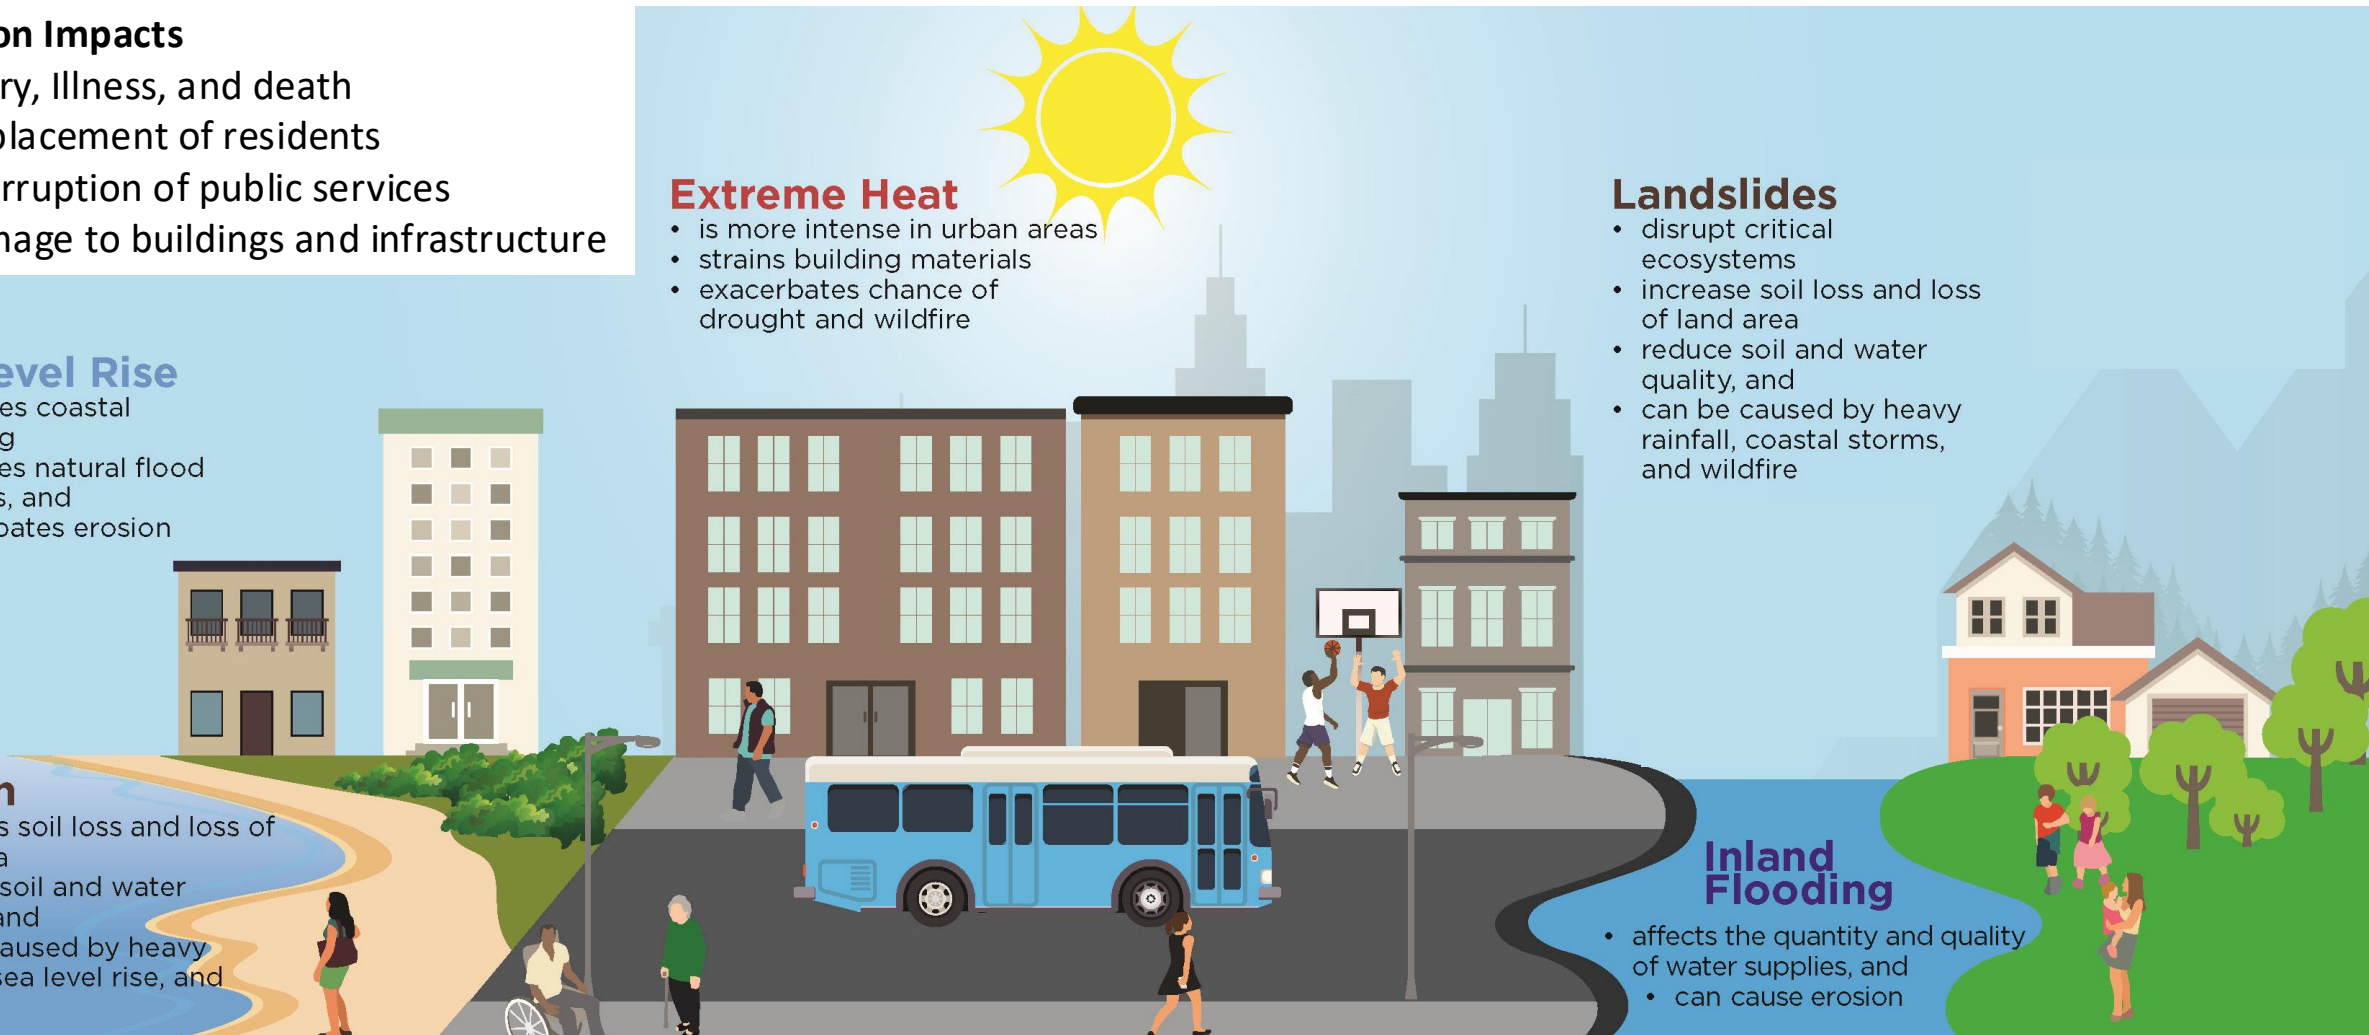 on Impacts
ry, Illness, and death
placement of residents
rruption of public services
nage to buildings and infrastructure
Extreme Heat
• is more intense in urban areas
• strains building materials
• exacerbates chance of
drought and wildfire
Landslides
• disrupt critical
ecosystems
• increase soil loss and loss
of land area
• reduce soil and water
quality, and
• can be caused by heavy
rainfall, coastal storms,
and wildfire
evel Rise
es coastal
g
es natural flood
s, and
bates erosion
n
s soil loss and loss of
a
soil and water
and
aused by heavy
sea level rise, and
Inland
Flooding
• affects the quantity and quality
of water supplies, and
• can cause erosion